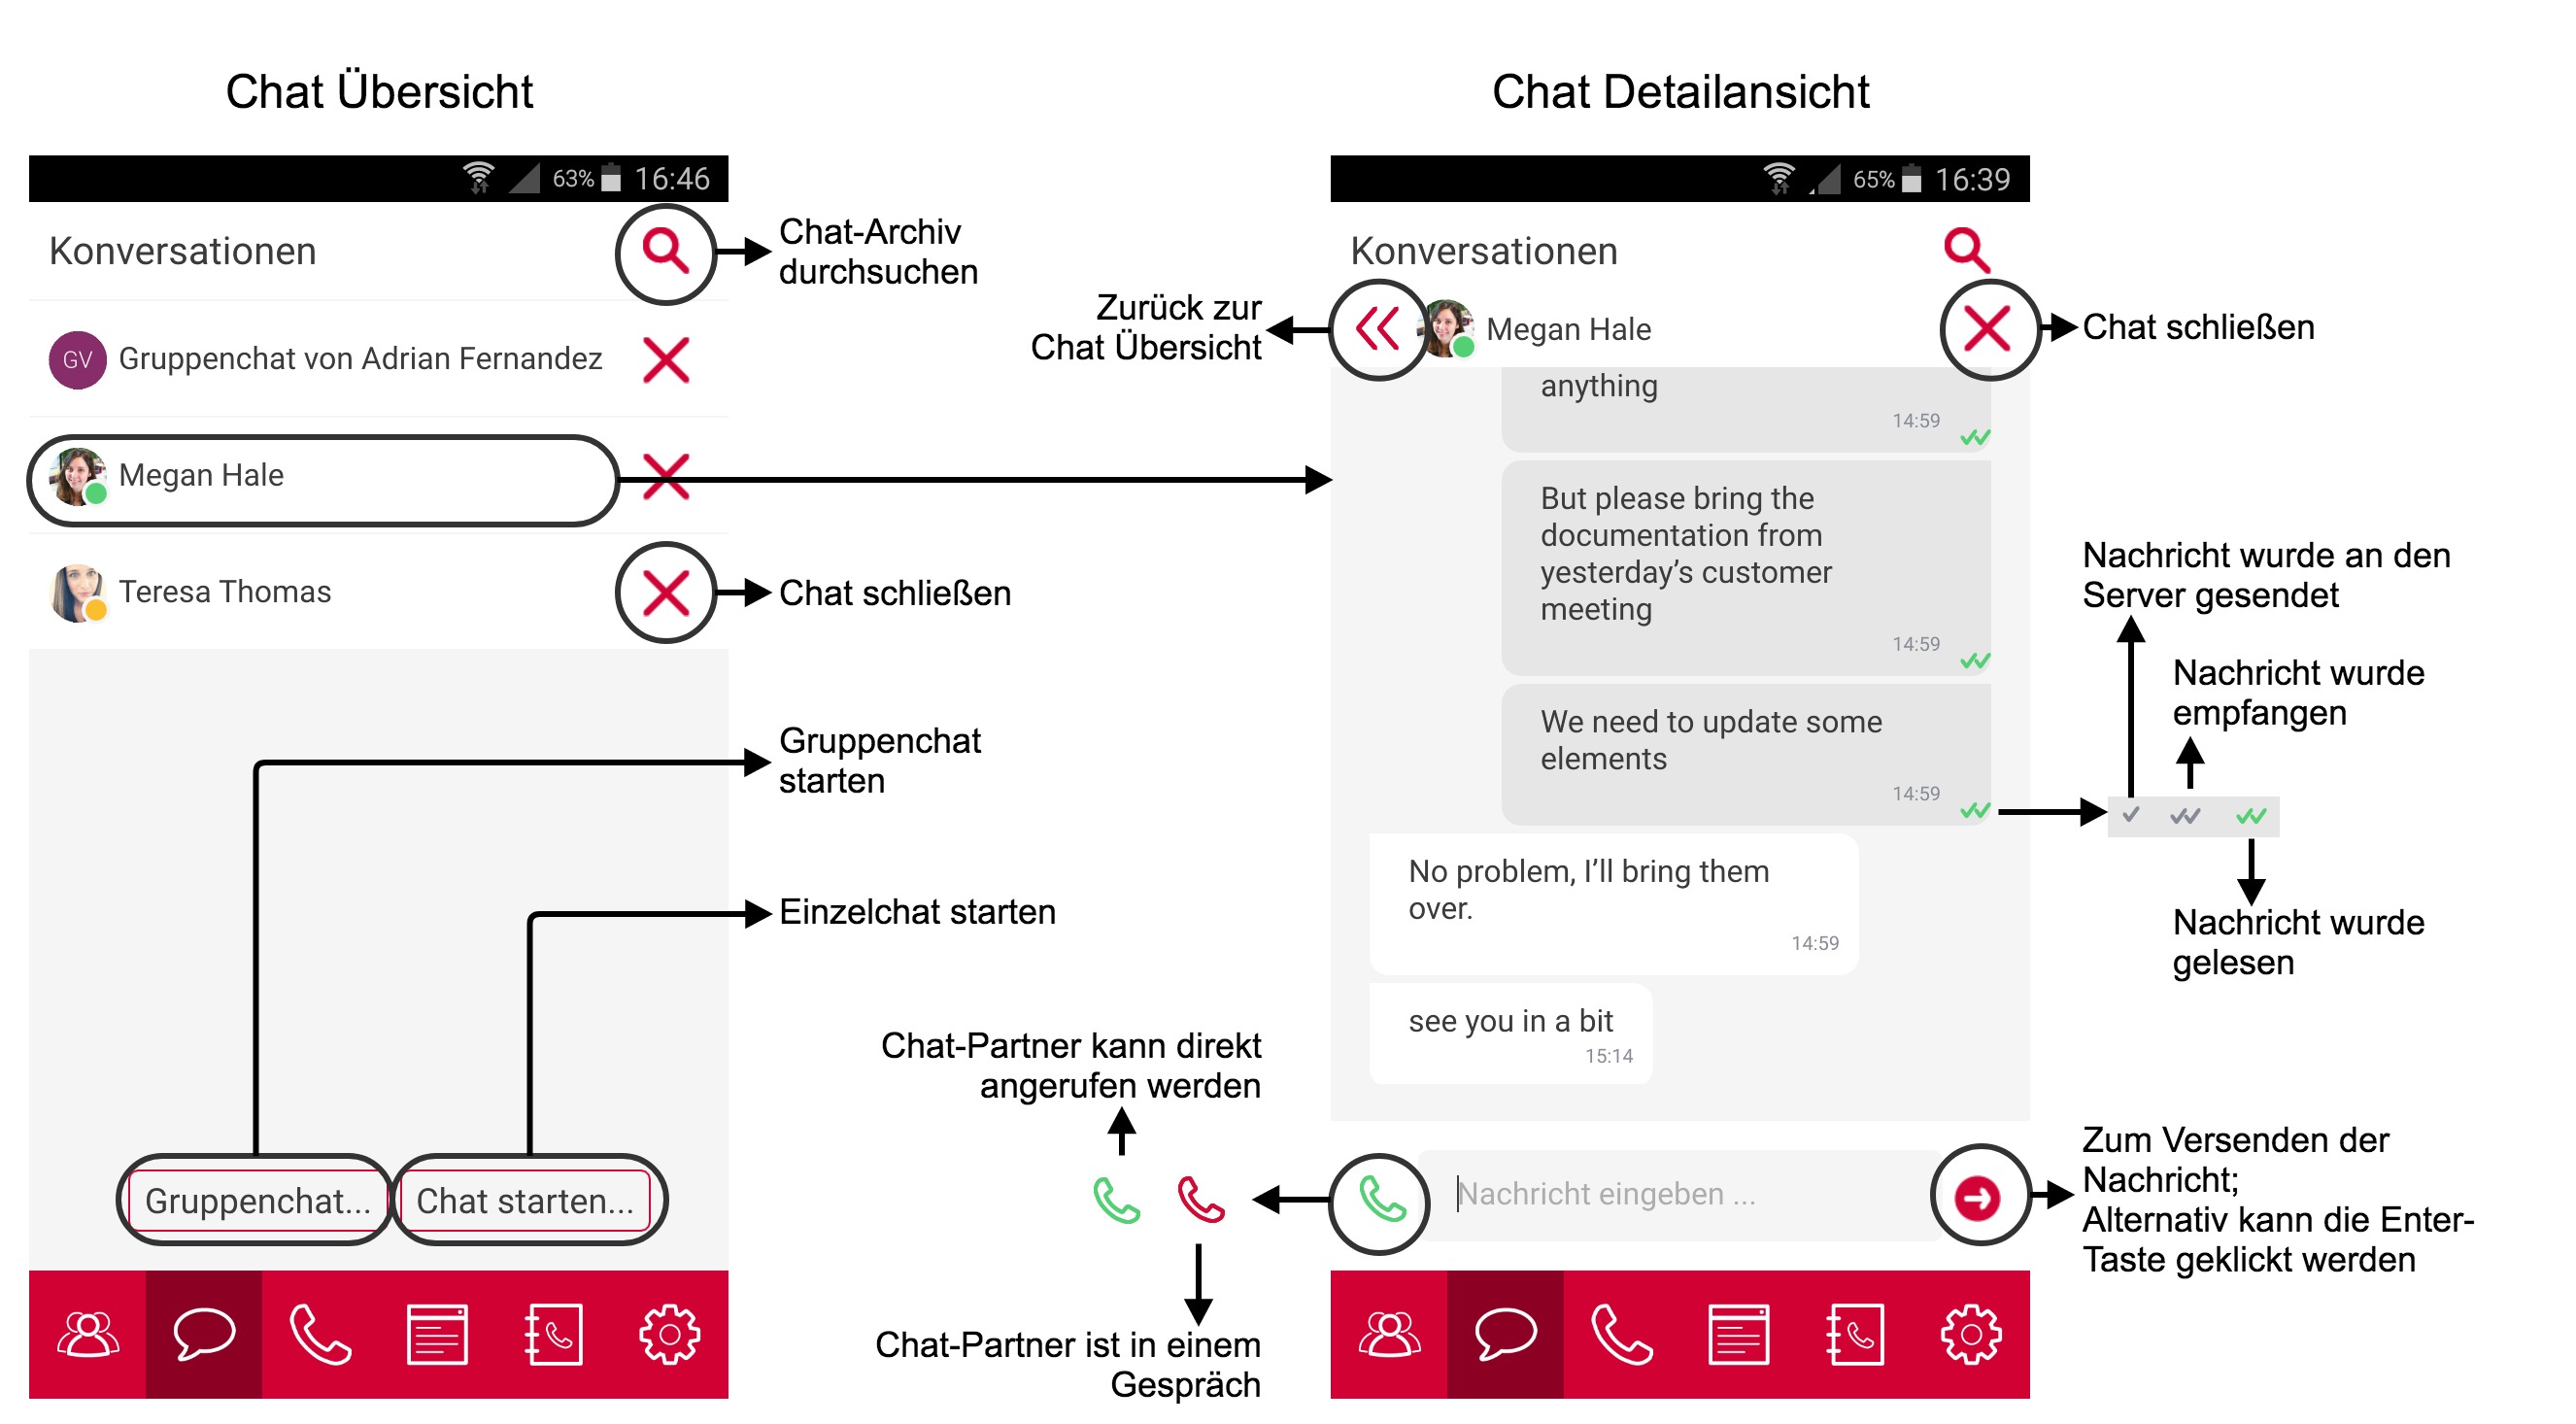 Chat Übersicht
63% 16:46
Konversationen
Chat-Archiv
durchsuchen
GV Gruppenchat von Adrian Fernandez
Megan Hale
Teresa Thomas
Chat schließen
Gruppenchat
starten
Einzelchat starten
Gruppenchat...
Chat starten...
Chat Detailansicht
65% 16:39
Konversationen
Zurück zur
Chat Übersicht
Megan Hale
Chat schließen
anything
14:59
But please bring the
documentation from
yesterday’s customer
meeting
14:59
We need to update some
elements
14:59
Nachricht wurde an den
Server gesendet
Nachricht wurde
empfangen
Nachricht wurde
gelesen
No problem, I’ll bring them
over.
14:59
see you in a bit
15:14
Chat-Partner kann direkt
angerufen werden
Chat-Partner ist in einem
Gespräch
Nachricht eingeben ...
Zum Versenden der
Nachricht;
Alternativ kann die Enter-
Taste geklickt werden